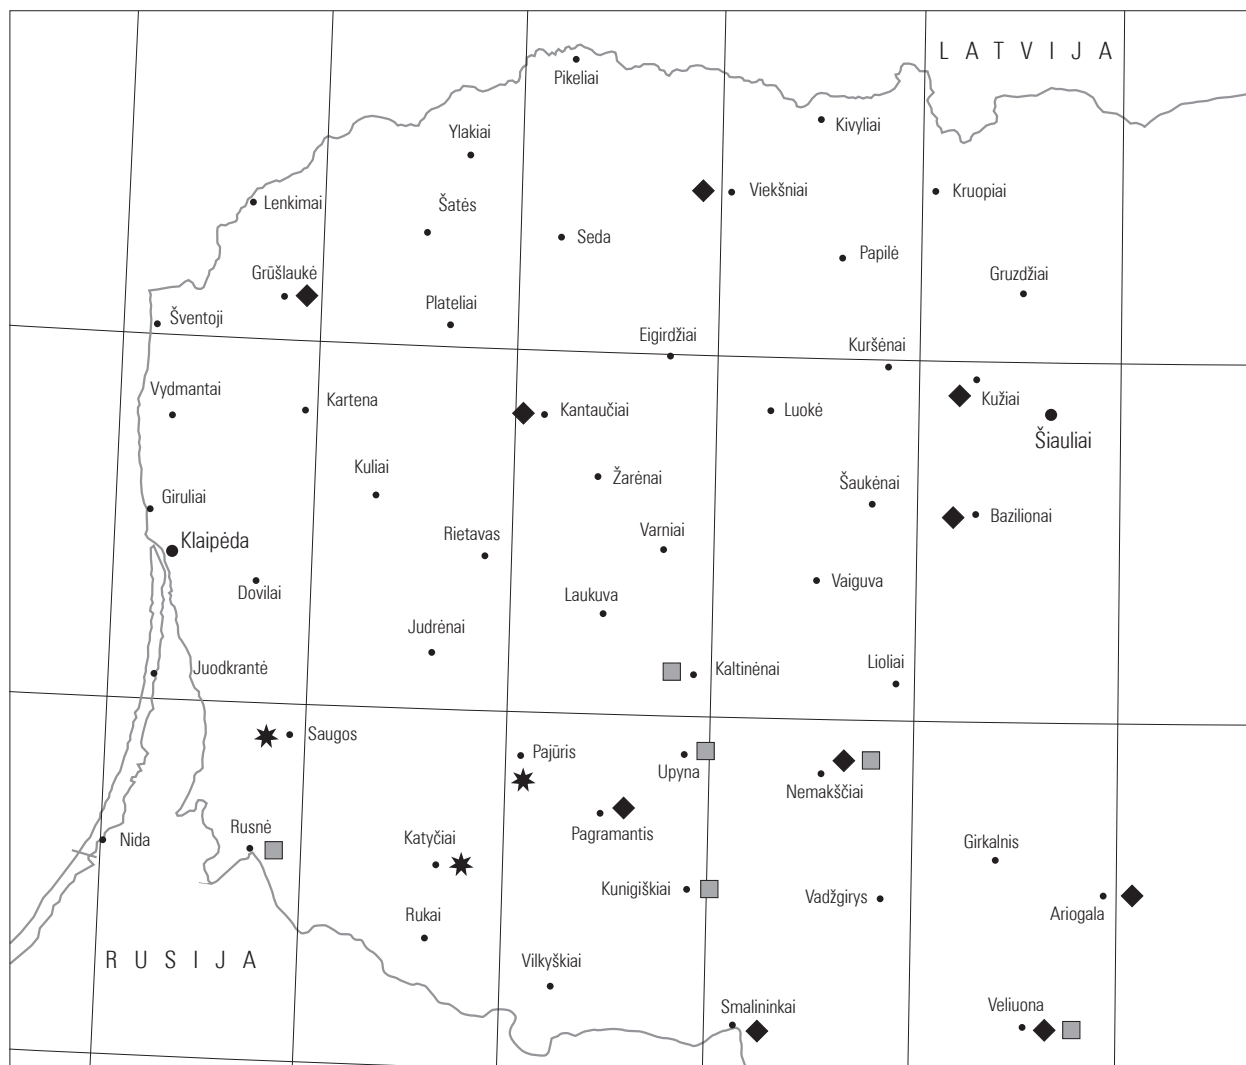 LATVIJA
Pikeliai
Kivyliai
Ylakiai
Viekšniai
Kruopiai
Lenkimai
Šatės
Seda
Papilė
Grūšlaukė
Gruzdžiai
Plateliai
Šventoji
Eigirdžiai
Kuršėnai
Vydmantai
Kartena
Kantaučiai
Luokė
Kužiai
Šiauliai
Kuliai
Žarėnai
Šaukėnai
Giruliai
Bazilionai
Klaipėda
Rietavas
Varniai
Dovilai
Vaiguva
Laukuva
Judrėnai
Juodkrantė
Kaltinėnai
Lioliai
Saugos
Pajūris
Upyna
Nemakščiai
Rusnė
Nida
Katyčiai
Pagramantis
Girkalnis
Kunigiškiai
Vadžgirys
Rukai
Ariogala
RUSIJA
Vilkyškiai
Smalininkai
Veliuona